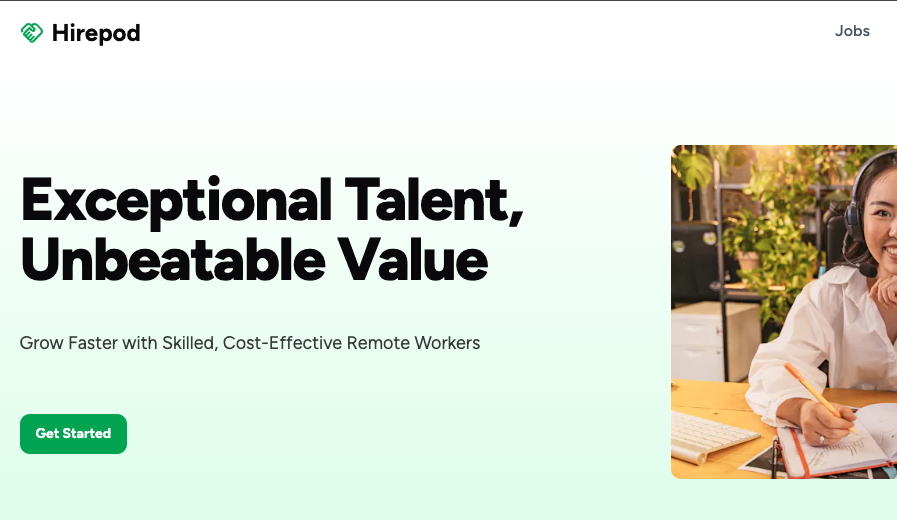 Hirepod
Jobs
Exceptional Talent,
Unbeatable Value
Grow Faster with Skilled, Cost-Effective Remote Workers
Get Started